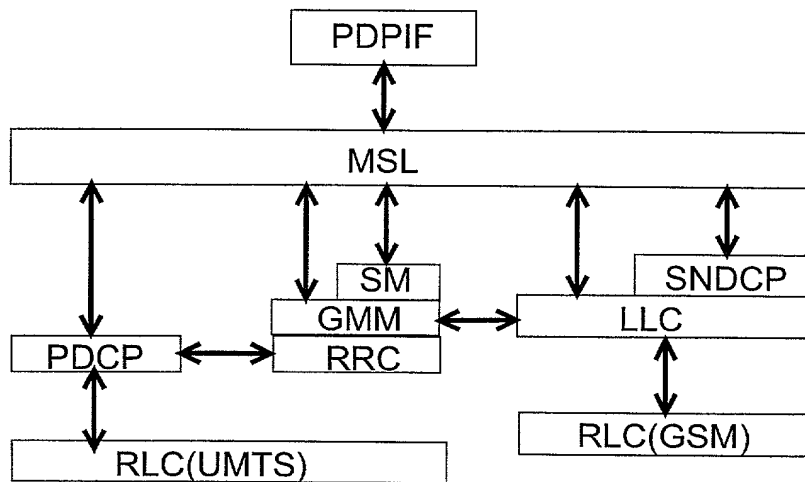 PDPIF
MSL
SM
SNDCP
GMM
LLC
PDCP
RRC
RLC(GSM)
RLC(UMTS)